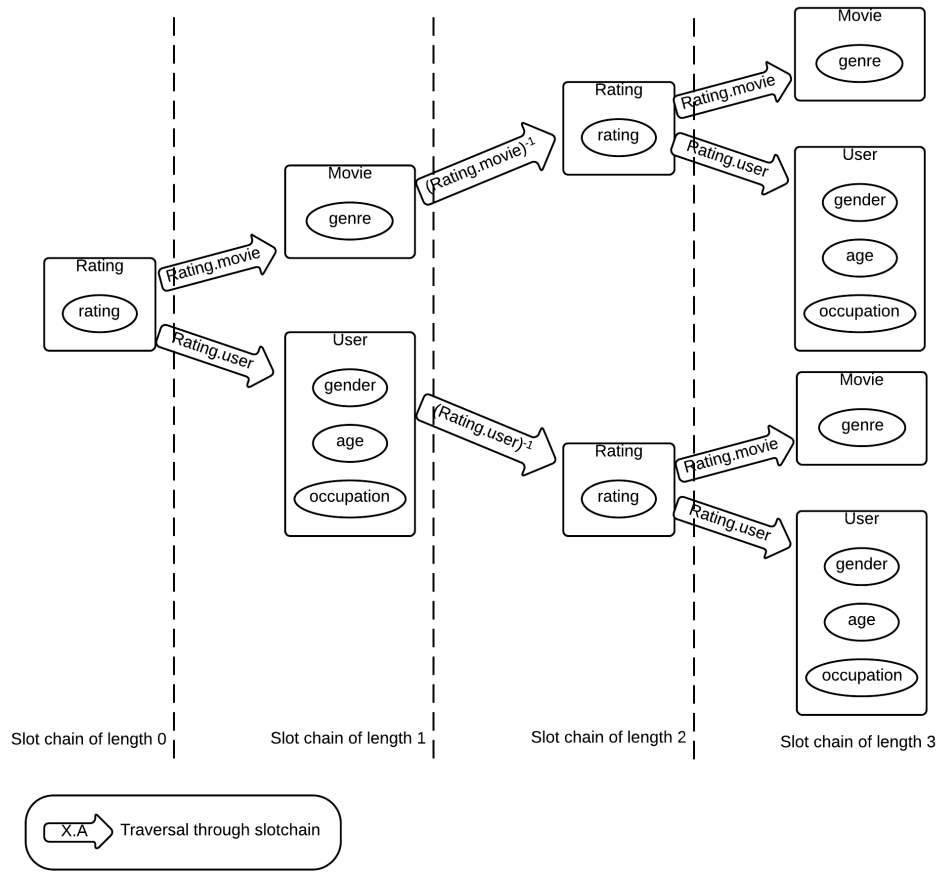 Rating
rating
Rating.movie
Rating.user
Movie
genre
User
gender
age
occupation
(Rating.movie)-1
(Rating.user)-1
Rating
rating
Rating
rating
Rating.movie
Rating.user
Rating.movie
Rating.user
Movie
genre
User
gender
age
occupation
Movie
genre
User
gender
age
occupation
Slot chain of length 0
Slot chain of length 1
Slot chain of length 2
Slot chain of length 3
X.A
Traversal through slotchain